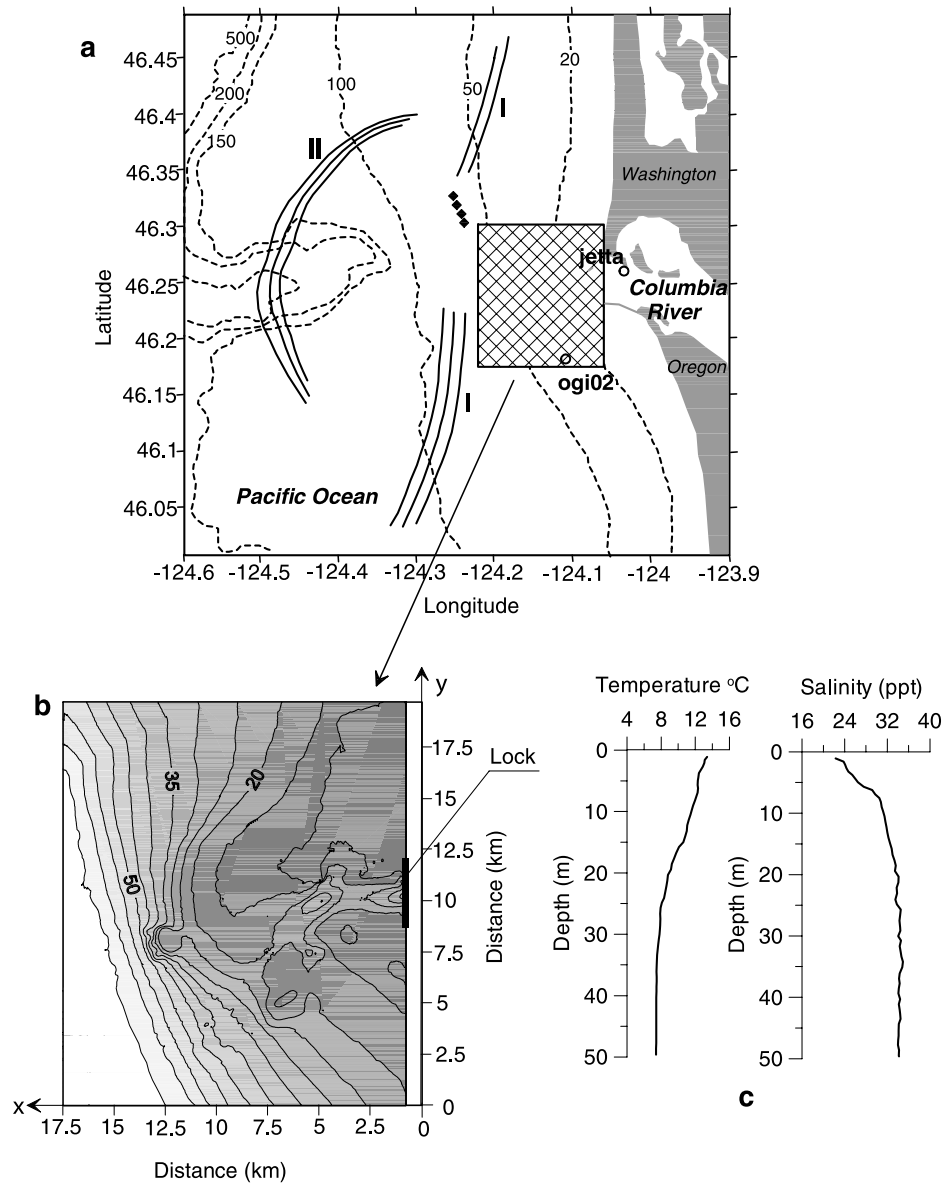 a
46.45
46.4
46.35
46.3
46.25
46.2
46.15
46.1
46.05
Latitude
500
200
150
100
50
20
I
II
I
Washington
jetta
Columbia
River
Oregon
ogi02
Pacific Ocean
-124.6 -124.5 -124.4 -124.3 -124.2 -124.1 -124 -123.9
Longitude
b
y
17.5
15
12.5
10
7.5
5
2.5
0
Distance (km)
Lock
35
20
50
x
17.5 15 12.5 10 7.5 5 2.5 0
Distance (km)
Temperature °C
4 8 12 16
0
10
20
30
40
50
Depth (m)
Salinity (ppt)
16 24 32 40
0
10
20
30
40
50
Depth (m)
c